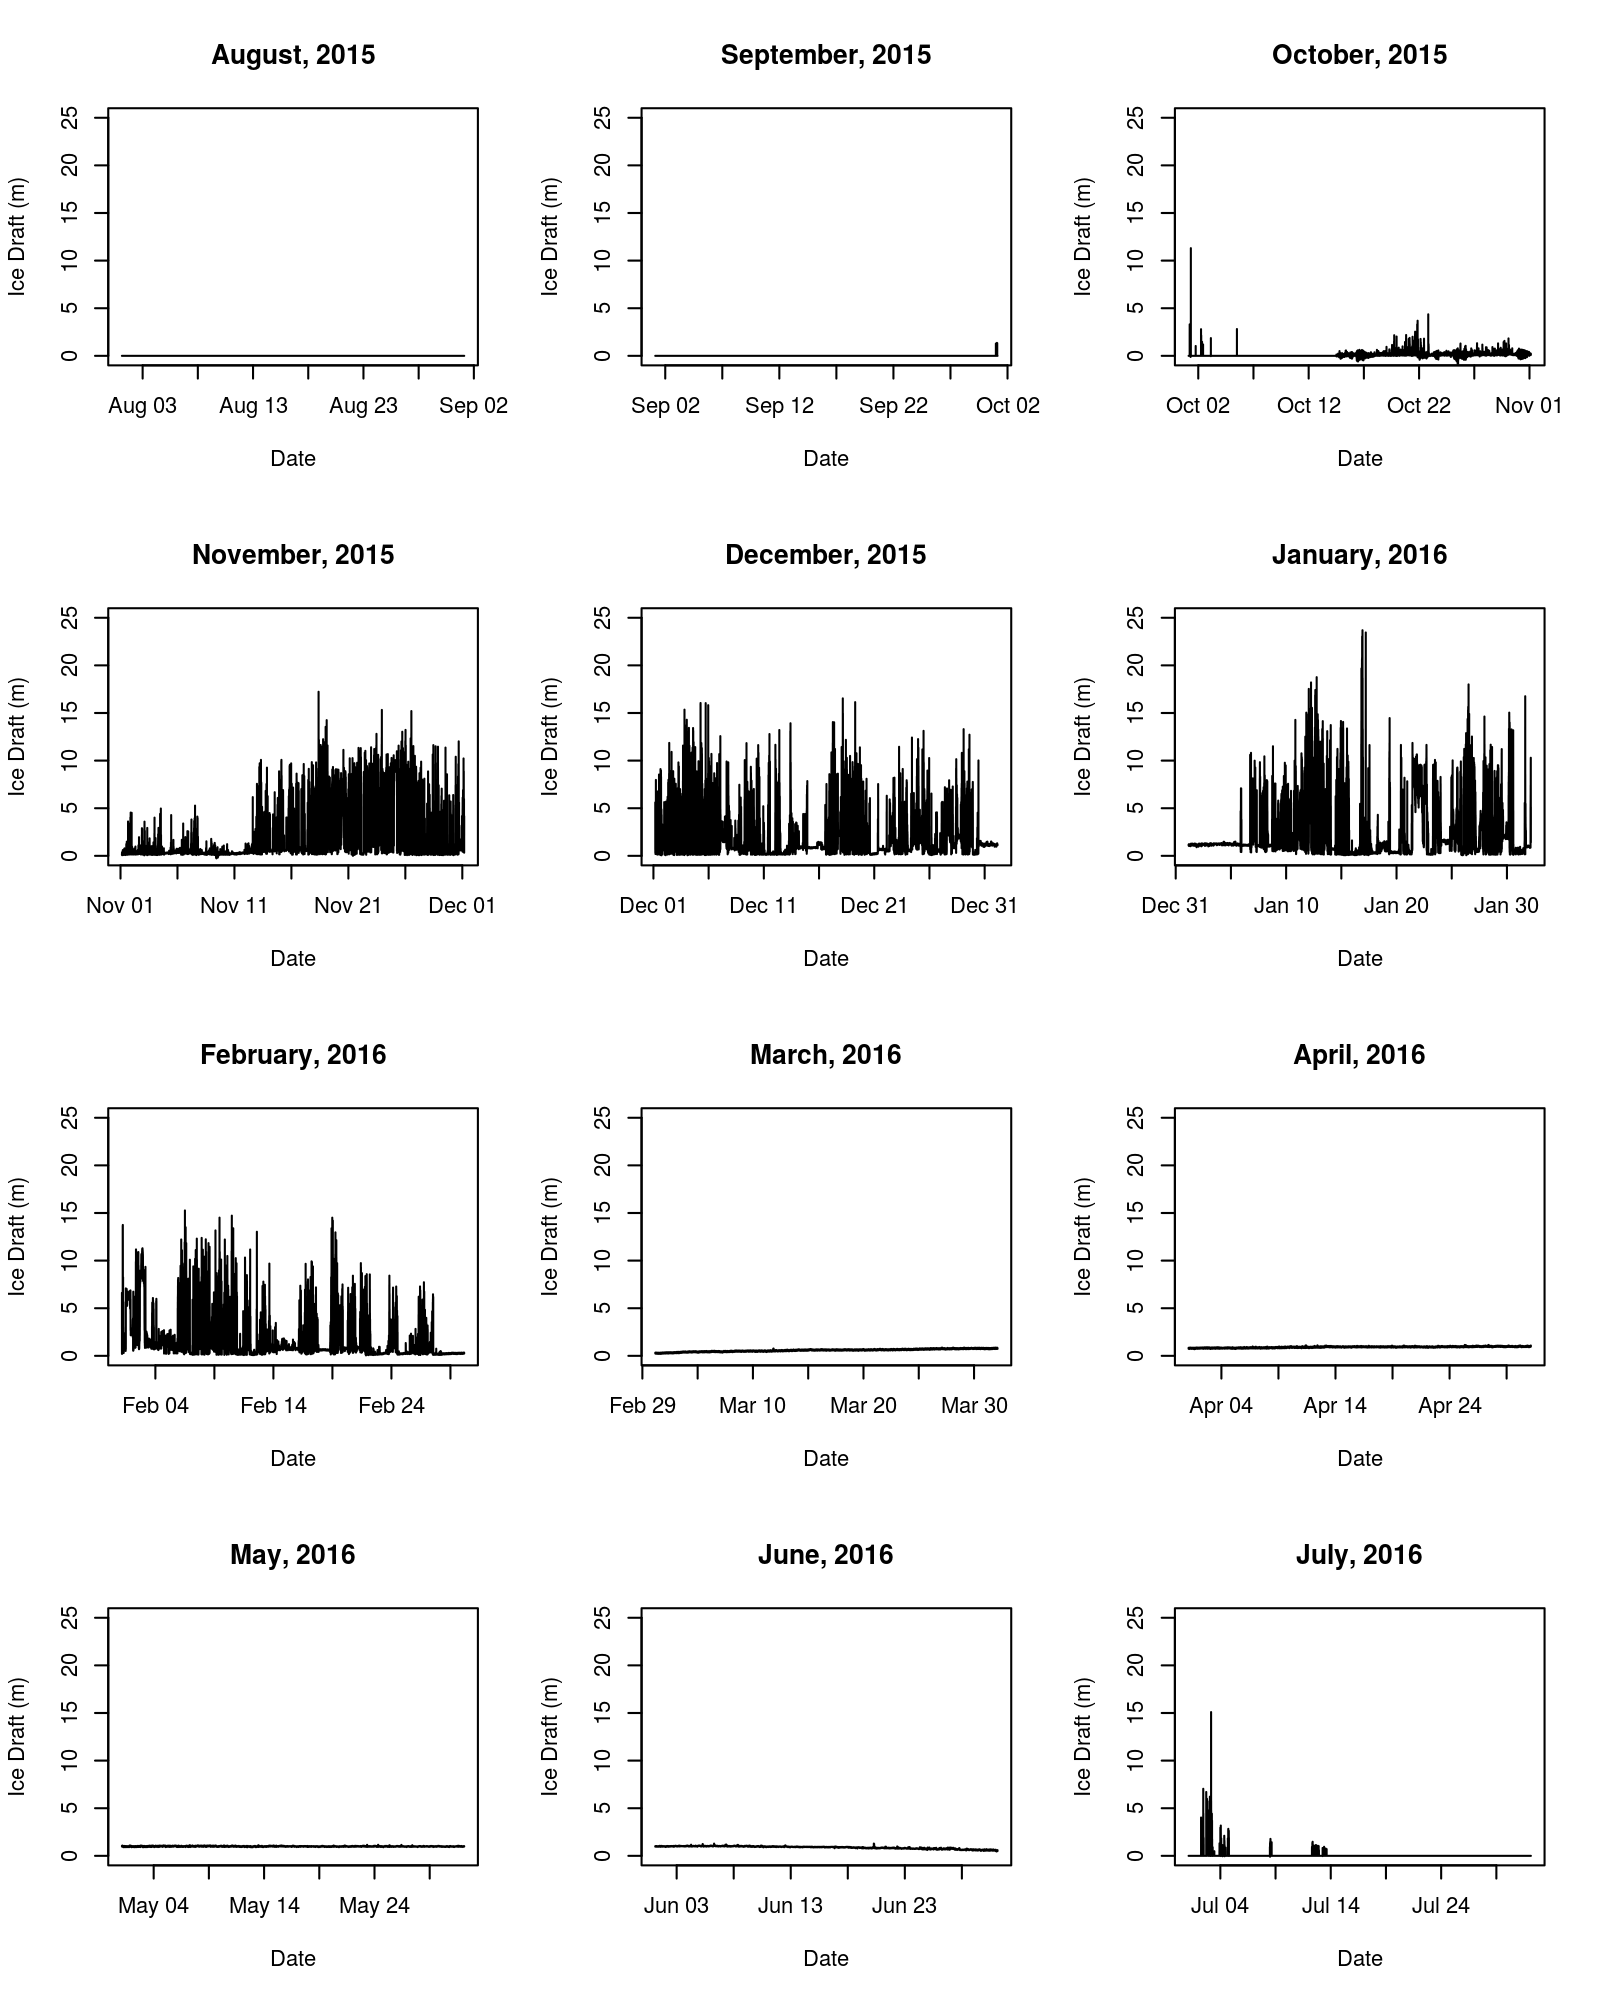 August, 2015
September, 2015
October, 2015
Ice Draft (m)
25
20
15
10
5
0
Aug 03 Aug 13 Aug 23 Sep 02
Date
Ice Draft (m)
25
20
15
10
5
0
Sep 02 Sep 12 Sep 22 Oct 02
Date
Ice Draft (m)
25
20
15
10
5
0
Oct 02 Oct 12 Oct 22 Nov 01
Date
November, 2015
December, 2015
January, 2016
Ice Draft (m)
25
20
15
10
5
0
Nov 01 Nov 11 Nov 21 Dec 01
Date
Ice Draft (m)
25
20
15
10
5
0
Dec 01 Dec 11 Dec 21 Dec 31
Date
Ice Draft (m)
25
20
15
10
5
0
Dec 31 Jan 10 Jan 20 Jan 30
Date
February, 2016
March, 2016
April, 2016
Ice Draft (m)
25
20
15
10
5
0
Feb 04 Feb 14 Feb 24
Date
Ice Draft (m)
25
20
15
10
5
0
Feb 29 Mar 10 Mar 20 Mar 30
Date
Ice Draft (m)
25
20
15
10
5
0
Apr 04 Apr 14 Apr 24
Date
May, 2016
June, 2016
July, 2016
Ice Draft (m)
25
20
15
10
5
0
May 04 May 14 May 24
Date
Ice Draft (m)
25
20
15
10
5
0
Jun 03 Jun 13 Jun 23
Date
Ice Draft (m)
25
20
15
10
5
0
Jul 04 Jul 14 Jul 24
Date